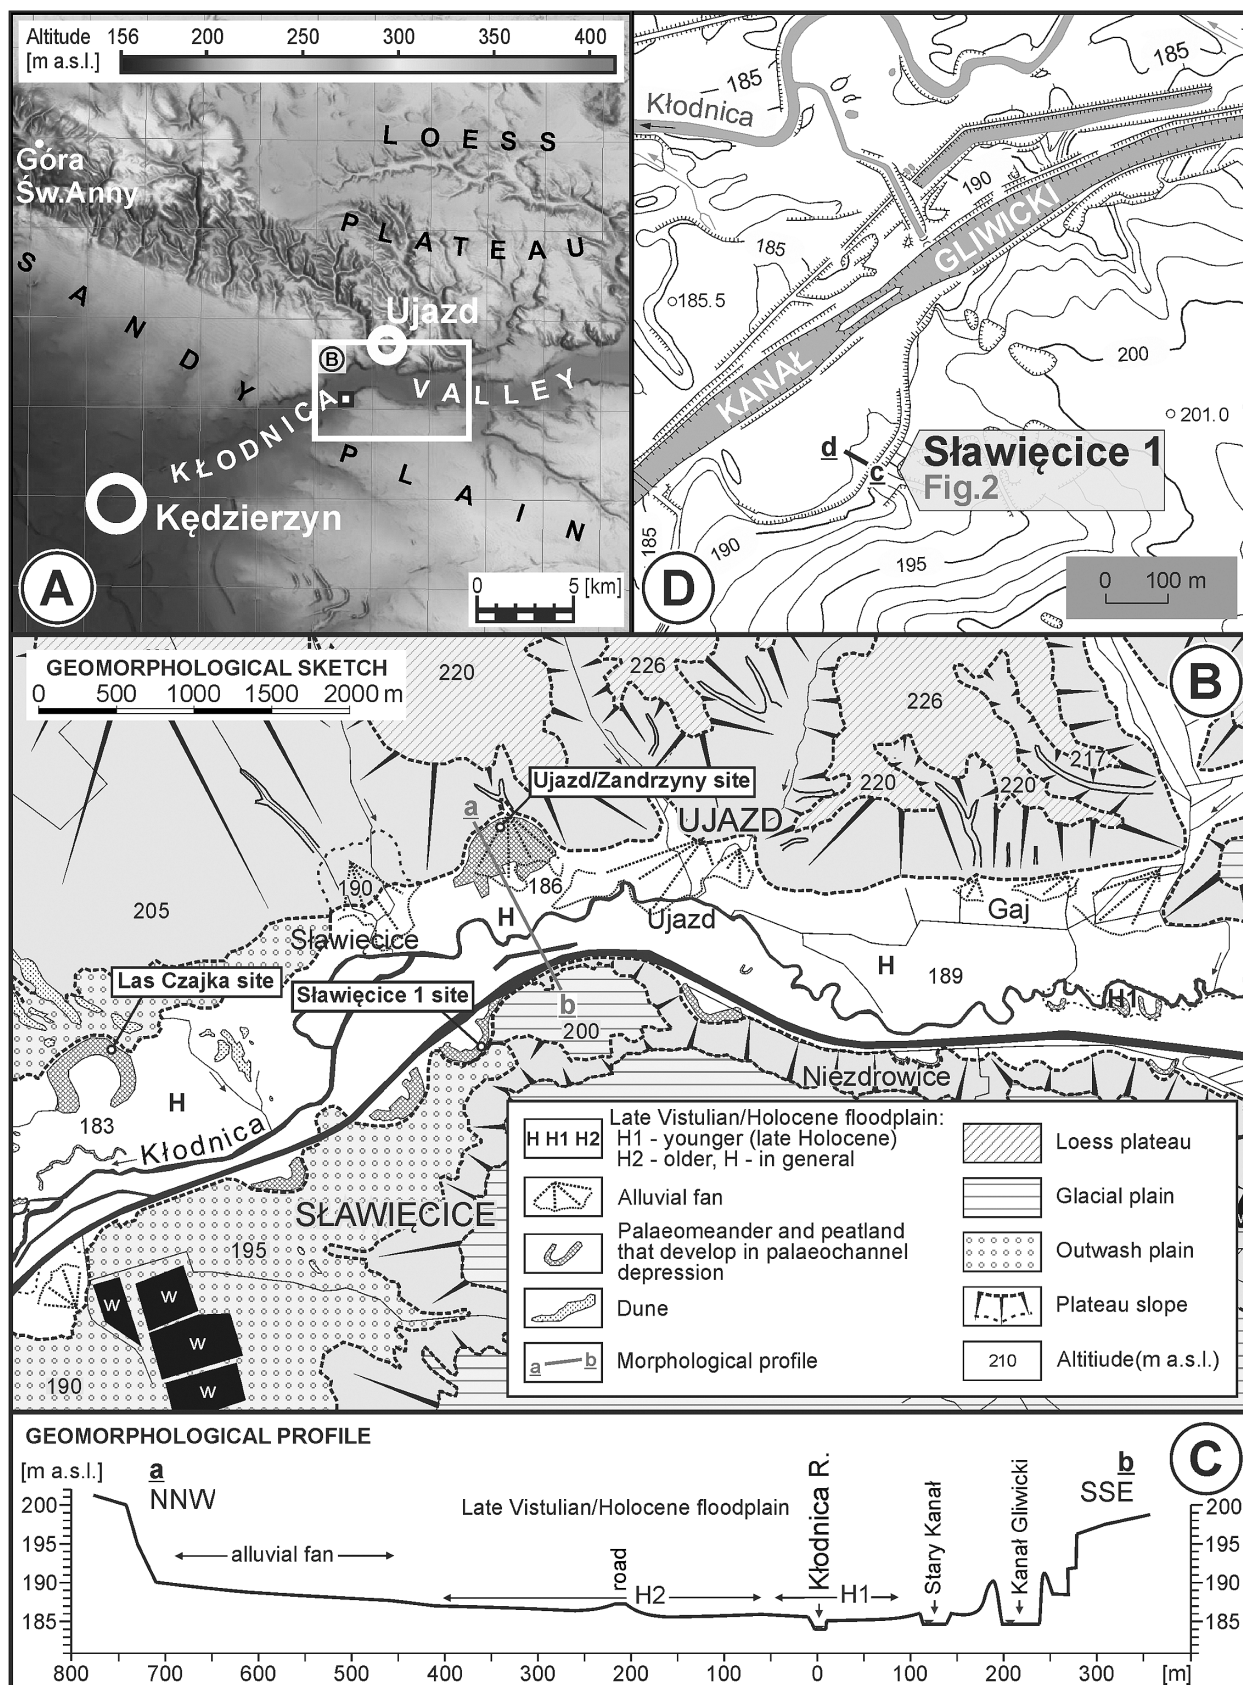 Altitude 156 200 250 300 350 400
[m a.s.l.]
LOESS
Góra
Św.Anny
PLATEAU
SANDY
Ujazd
B
VALLEY
KŁODNICA
PLAIN
Kędzierzyn
A
0 5 [km]
185
185
Kłodnica
190
185
KANAŁ GLIWICKI
185.5
200
201.0
d
c
Sławięcice 1
Fig.2
185
190
195
D
0 100 m
GEOMORPHOLOGICAL SKETCH
0 500 1000 1500 2000 m
220
226
226
B
217
220
220
Ujazd/Zandrzyny site
a
UJAZD
190
186
205
H
Sławięcice
Ujazd
Gaj
H
189
H1
Las Czajka site
Sławięcice 1 site
b
200
Niezdrowice
H
183
Kłodnica
SŁAWIĘCICE
195
W
W
W
W
W
190
H H1 H2
Late Vistulian/Holocene floodplain:
H1 - younger (late Holocene)
H2 - older, H - in general
Alluvial fan
Palaeomeander and peatland
that develop in palaeochannel
depression
Dune
a b
Morphological profile
Loess plateau
Glacial plain
Outwash plain
Plateau slope
210
Altitiude(m a.s.l.)
GEOMORPHOLOGICAL PROFILE
C
[m a.s.l.]
a
NNW
b
SSE
Late Vistulian/Holocene floodplain
alluvial fan
road
H2
Kłodnica R.
H1
Stary Kanał
Kanał Gliwicki
200
195
190
185
200
195
190
185
800 700 600 500 400 300 200 100 0 100 200 300 [m]